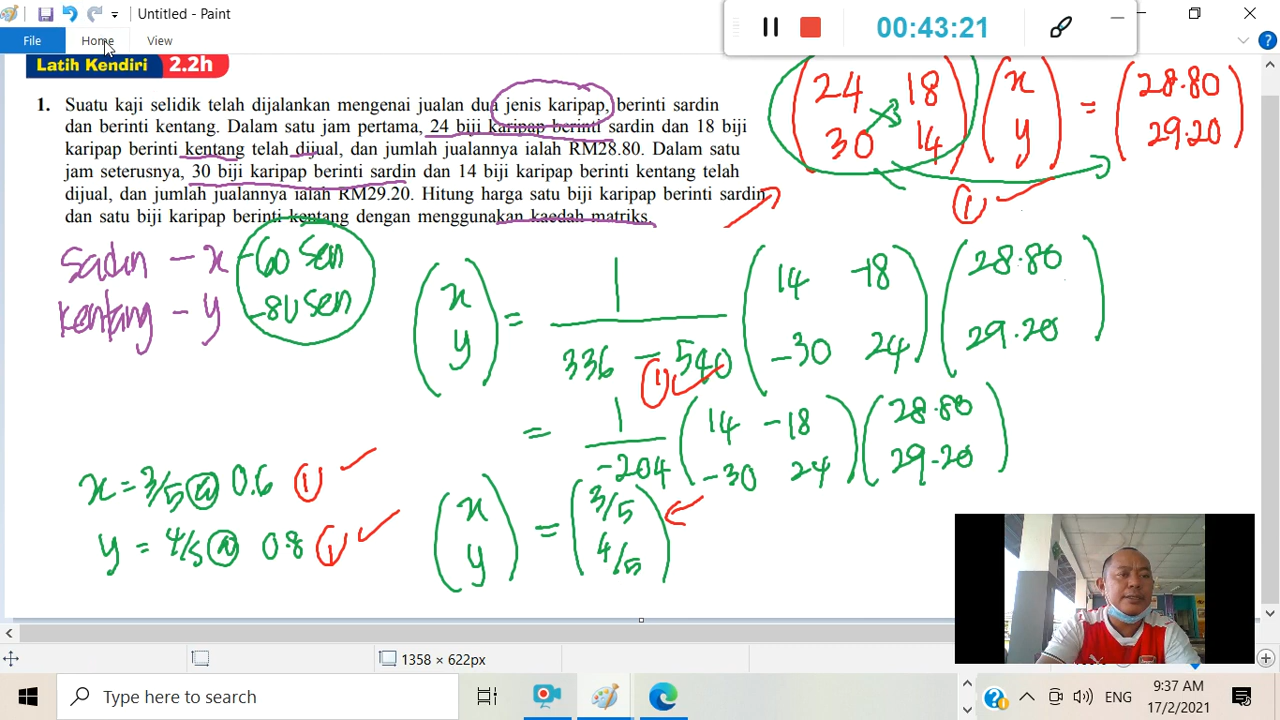 Untitled - Paint
00:43:21
File
Home
View
Latih Kendiri 2.2h
1. Suatu kaji selidik telah dijalankan mengenai jualan dua jenis karipap, berinti sardin
dan berinti kentang. Dalam satu jam pertama, 24 biji karipap berinti sardin dan 18 biji
karipap berinti kentang telah dijual, dan jumlah jualannya ialah RM28.80. Dalam satu
jam seterusnya, 30 biji karipap berinti sardin dan 14 biji karipap berinti kentang telah
dijual, dan jumlah jualannya ialah RM29.20. Hitung harga satu biji karipap berinti sardin
dan satu biji karipap berinti kentang dengan menggunakan kaedah matriks.
(24 18) (x) = (28.80)
(30 14) (y) (29.20)
1
Sadin - x - 60 Sen
kentang - y - 80 Sen
(x) = 1 (14 -18) (28.80)
(y) 336 - 540 (-30 24) (29.20)
1
= 1 (14 -18) (28.80)
-204 (-30 24) (29.20)
x = 3/5 @ 0.6 1
y = 4/5 @ 0.8 1
(x) = (3/5)
(y) (4/5)
1358 × 622px
Type here to search
ENG
9:37 AM
17/2/2021